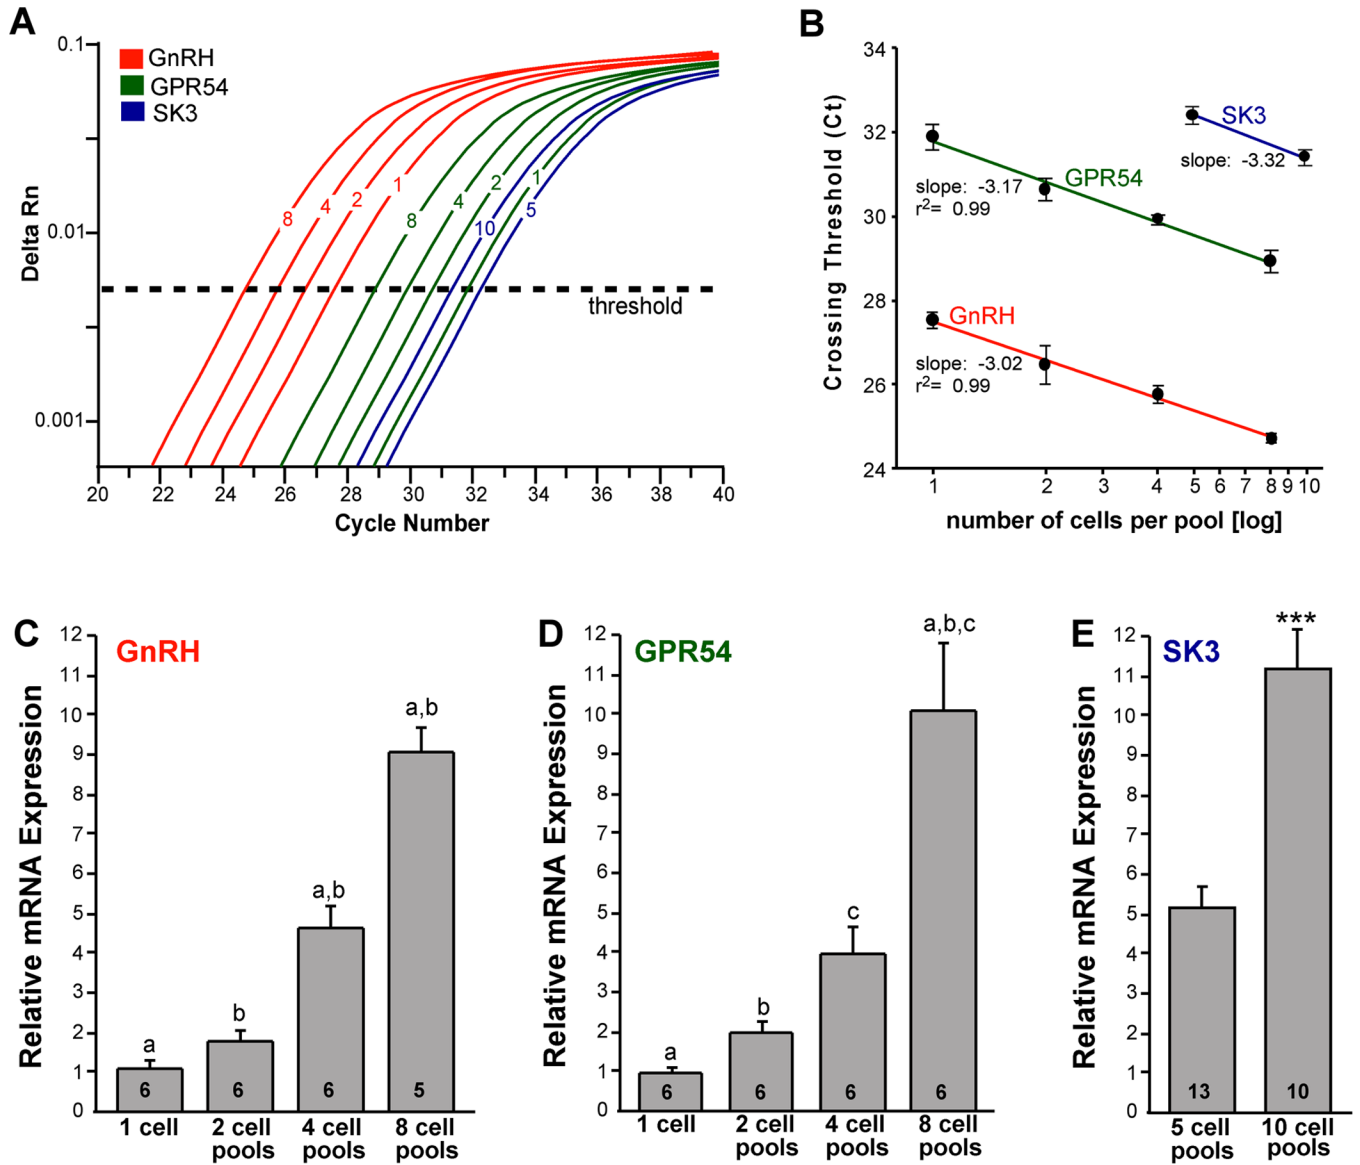 A
GnRH
GPR54
SK3
0.1
0.01
0.001
Delta Rn
8 4 2 1 8 4 2 1 10 5
threshold
20 22 24 26 28 30 32 34 36 38 40
Cycle Number
B
34
32
30
28
26
24
Crossing Threshold (Ct)
SK3
slope: -3.32
GPR54
slope: -3.17
r2= 0.99
GnRH
slope: -3.02
r2= 0.99
1 2 3 4 5 6 7 8 9 10
number of cells per pool [log]
C
GnRH
12
11
10
9
8
7
6
5
4
3
2
1
0
Relative mRNA Expression
a
b
a,b
a,b
6 6 6 5
1 cell 2 cell 4 cell 8 cell
pools pools pools
D
GPR54
12
11
10
9
8
7
6
5
4
3
2
1
0
Relative mRNA Expression
a
b
c
a,b,c
6 6 6 6
1 cell 2 cell 4 cell 8 cell
pools pools pools
E
SK3
12
11
10
9
8
7
6
5
4
3
2
1
0
Relative mRNA Expression
***
13 10
5 cell 10 cell
pools pools